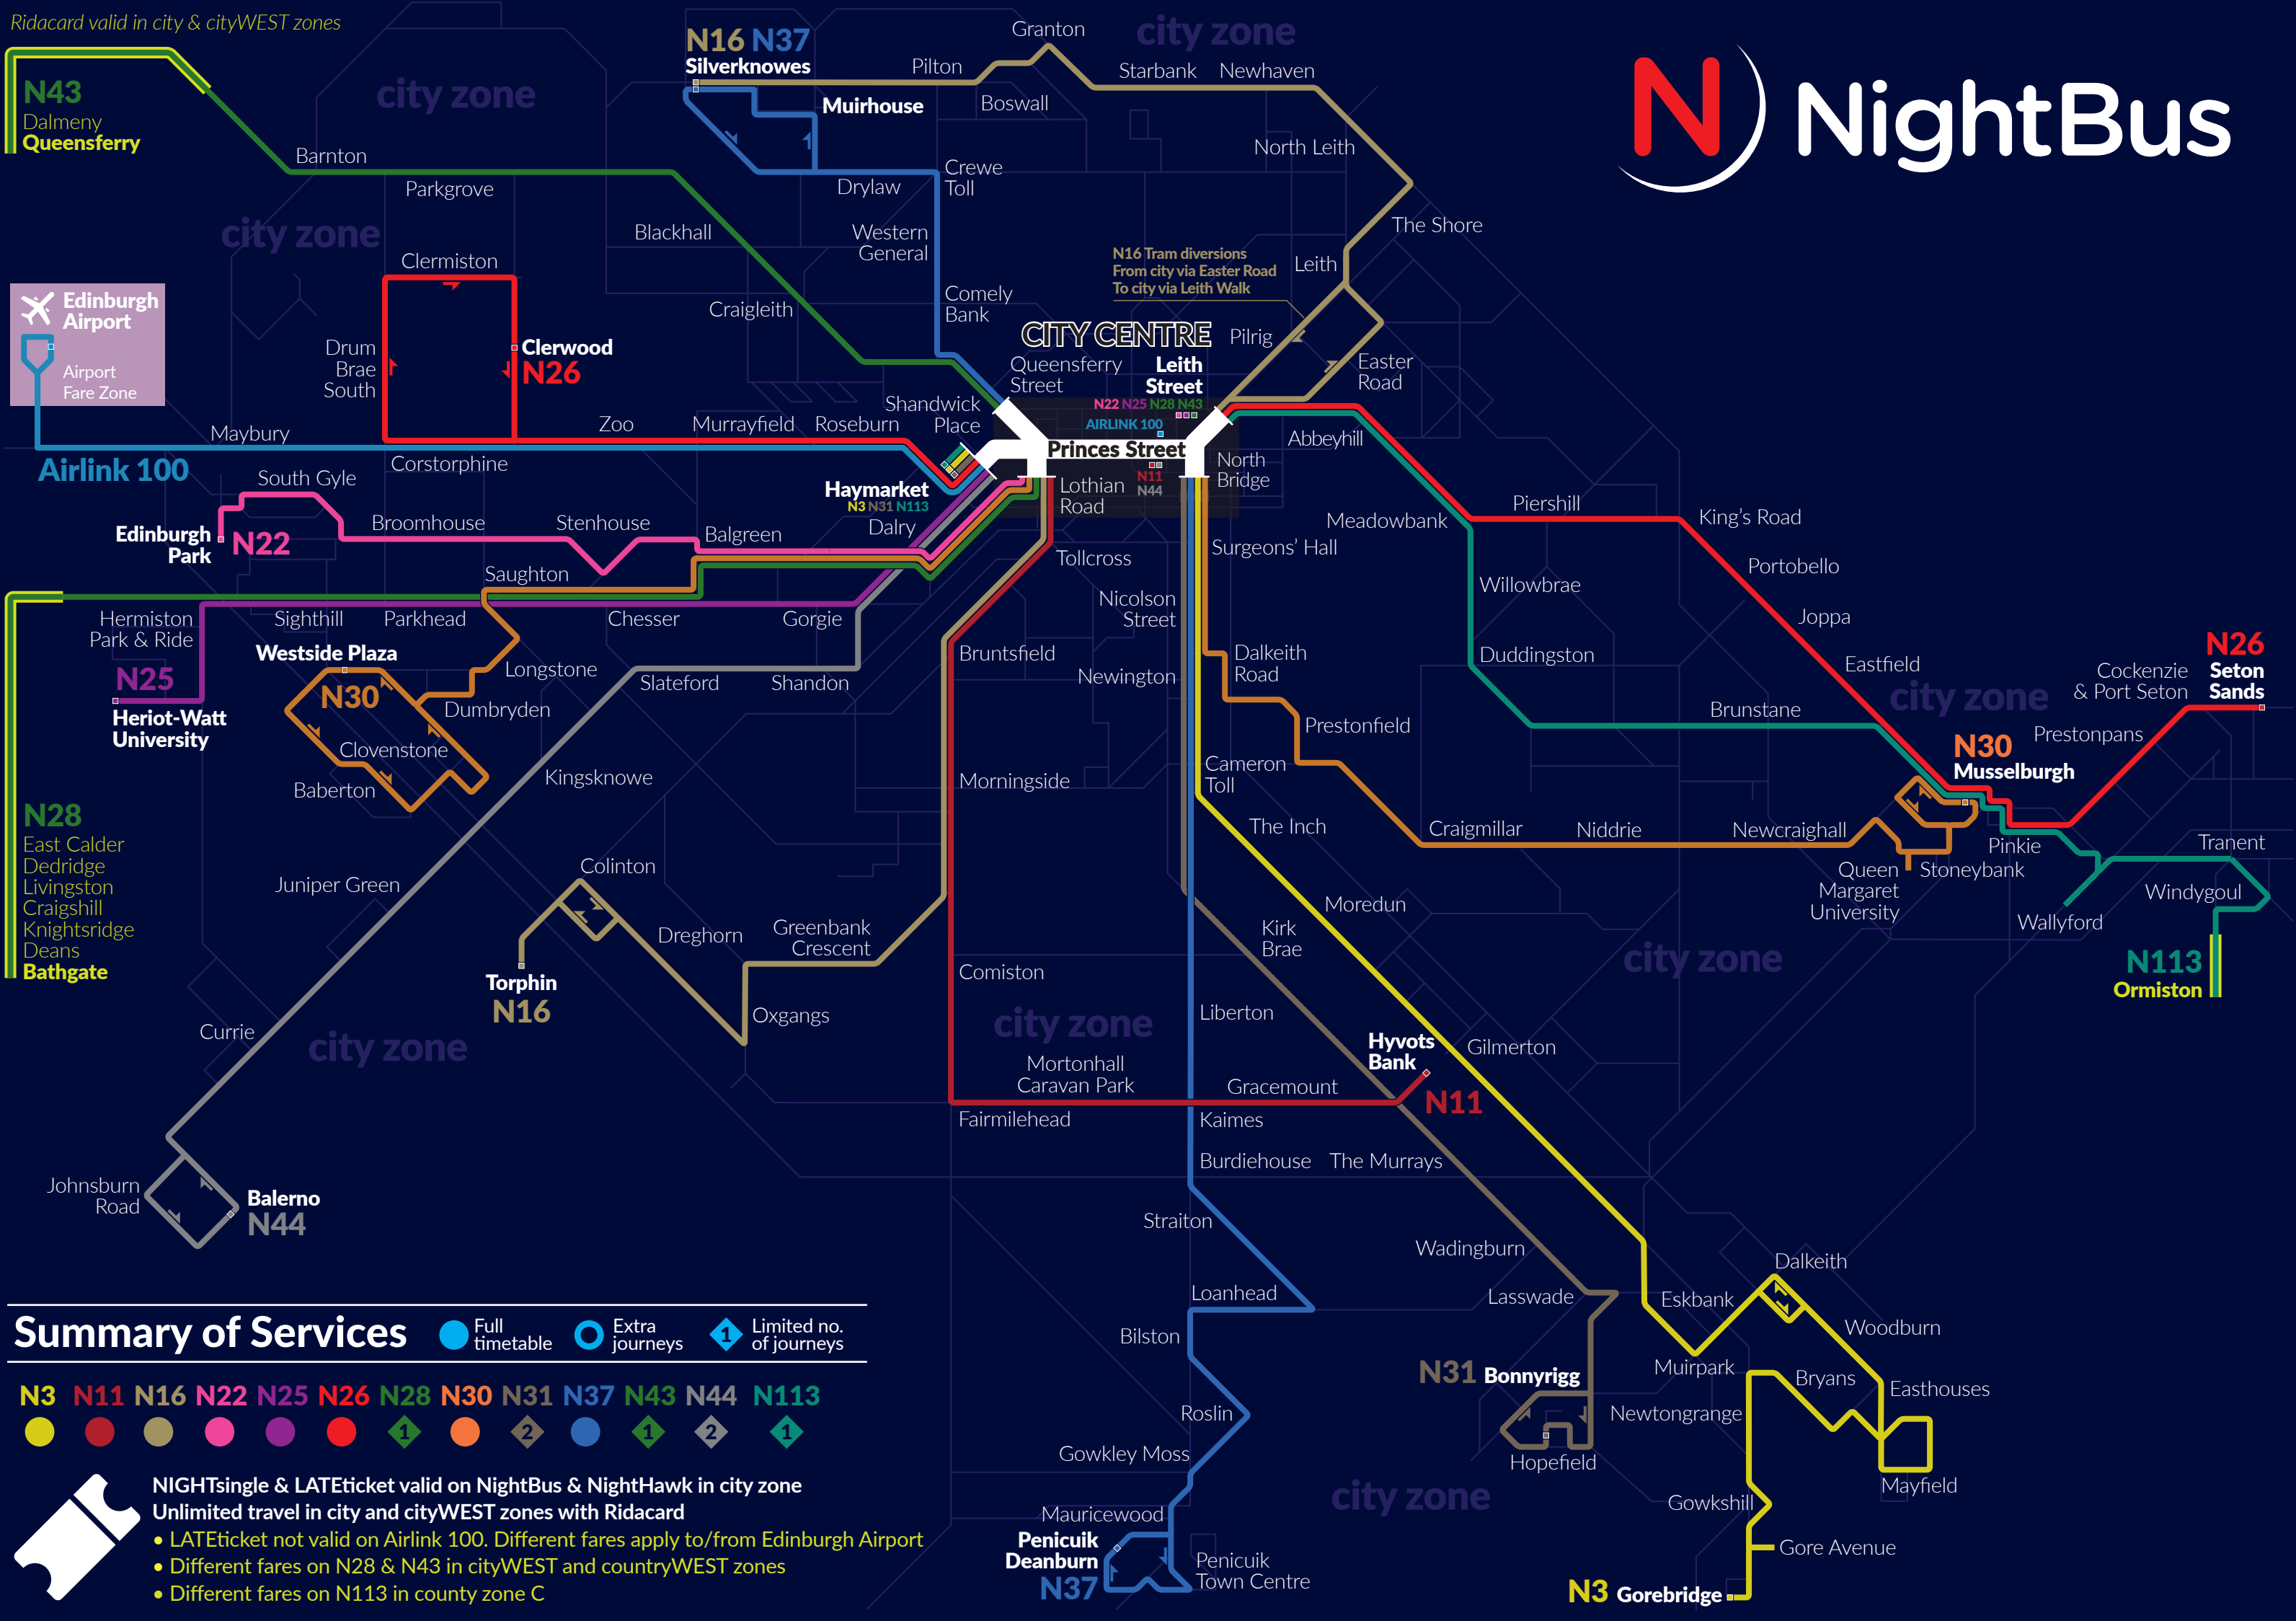 Ridacard valid in city & cityWEST zones
N43
Dalmeny
Queensferry
city zone
N16 N37
Silverknowes
Muirhouse
Pilton
Granton
Boswall
Starbank
Newhaven
city zone
N NightBus
North Leith
The Shore
Leith
Barnton
Parkgrove
Blackhall
Craigleith
Drylaw
Crewe
Toll
Western
General
Comely
Bank
N16 Tram diversions
From city via Easter Road
To city via Leith Walk
Pilrig
Easter
Road
city zone
Clermiston
Drum
Brae
South
Clerwood
N26
Edinburgh
Airport
Airport
Fare Zone
Maybury
Airlink 100
Corstorphine
Zoo
Murrayfield
Roseburn
CITY CENTRE
Queensferry
Street
Leith
Street
N22 N25 N28 N43
AIRLINK 100
Shandwick
Place
Princes Street
N11
N44
North
Bridge
Lothian
Road
Haymarket
N3 N31 N113
Dalry
Abbeyhill
Meadowbank
Piershill
King's Road
Portobello
Joppa
Eastfield
Willowbrae
Duddingston
Brunstane
South Gyle
Edinburgh
Park
N22
Broomhouse
Stenhouse
Balgreen
Saughton
Hermiston
Park & Ride
Sighthill
Parkhead
Chesser
Gorgie
N25
Heriot-Watt
University
Westside Plaza
N30
Longstone
Dumbryden
Clovenstone
Baberton
Slateford
Shandon
Kingsknowe
Juniper Green
Currie
Johnsburn
Road
Balerno
N44
N28
East Calder
Dedridge
Livingston
Craigshill
Knightsridge
Deans
Bathgate
Tollcross
Bruntsfield
Morningside
Comiston
Fairmilehead
Colinton
Torphin
N16
Dreghorn
Greenbank
Crescent
Oxgangs
city zone
city zone
Surgeons' Hall
Nicolson
Street
Newington
Dalkeith
Road
Prestonfield
Cameron
Toll
The Inch
Craigmillar
Niddrie
Newcraighall
Queen
Margaret
University
Stoneybank
N30
Musselburgh
city zone
N26
Seton
Sands
Cockenzie
& Port Seton
Prestonpans
Pinkie
Tranent
Windygoul
Wallyford
N113
Ormiston
Moredun
Kirk
Brae
Liberton
city zone
Mortonhall
Caravan Park
Gracemount
Hyvots
Bank
N11
Gilmerton
Kaimes
Burdiehouse
The Murrays
Straiton
Loanhead
Bilston
Roslin
Gowkley Moss
Mauricewood
Penicuik
Deanburn
N37
Penicuik
Town Centre
Wadingburn
Lasswade
N31 Bonnyrigg
Hopefield
city zone
Eskbank
Dalkeith
Woodburn
Muirpark
Bryans
Easthouses
Newtongrange
Mayfield
Gowkshill
Gore Avenue
N3 Gorebridge
Summary of Services
Full
timetable
Extra
journeys
1
Limited no.
of journeys
N3 N11 N16 N22 N25 N26 N28 N30 N31 N37 N43 N44 N113
1 2 1 2 1
NIGHTsingle & LATEticket valid on NightBus & NightHawk in city zone
Unlimited travel in city and cityWEST zones with Ridacard
• LATEticket not valid on Airlink 100. Different fares apply to/from Edinburgh Airport
• Different fares on N28 & N43 in cityWEST and countryWEST zones
• Different fares on N113 in county zone C